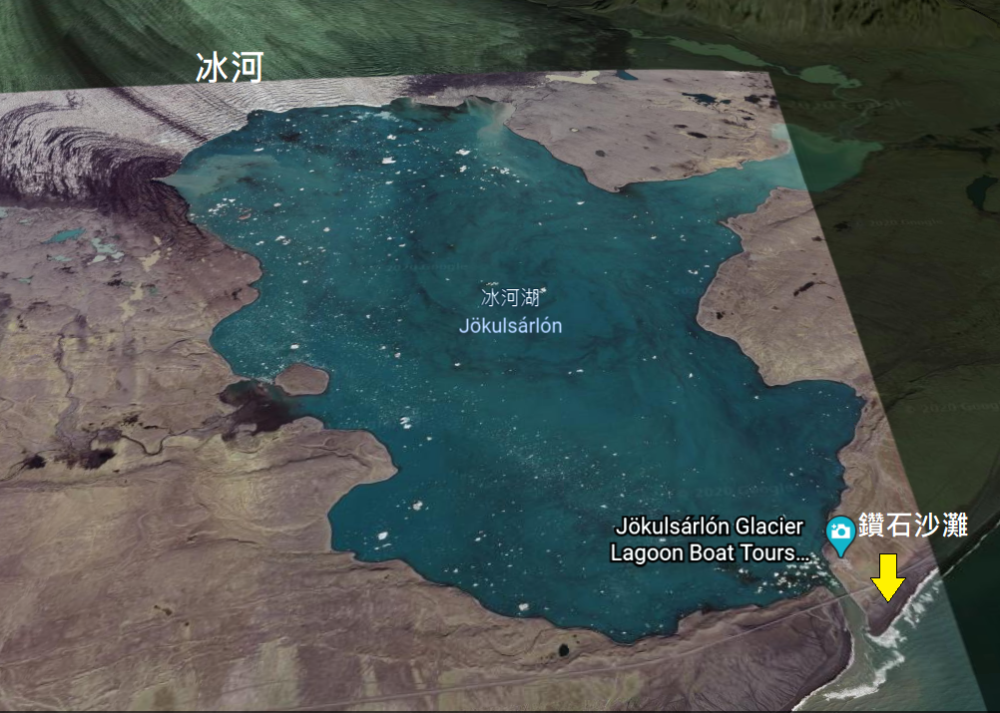 冰河
冰河湖
Jökulsárlón
Jökulsárlón Glacier
Lagoon Boat Tours...
鑽石沙灘